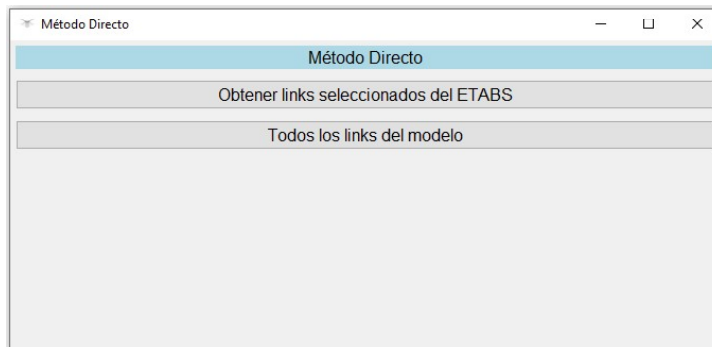 Método Directo
Método Directo
Obtener links seleccionados del ETABS
Todos los links del modelo